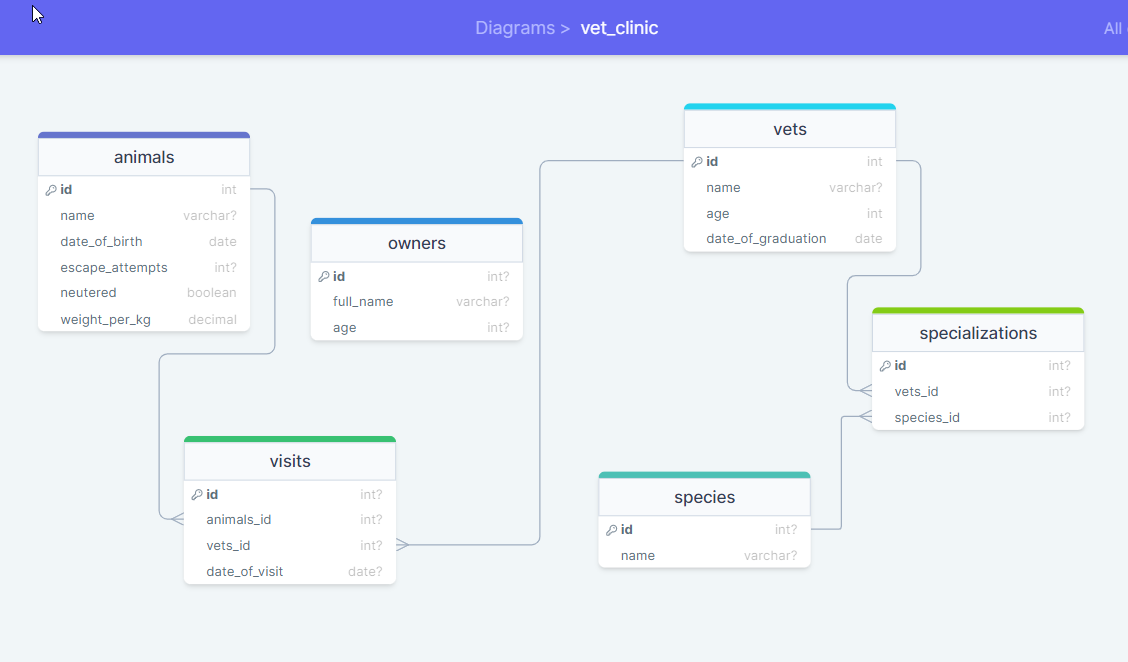 Diagrams > vet_clinic
All
animals
id int
name varchar?
date_of_birth date
escape_attempts int?
neutered boolean
weight_per_kg decimal
owners
id int?
full_name varchar?
age int?
vets
id int
name varchar?
age int
date_of_graduation date
specializations
id int?
vets_id int?
species_id int?
visits
id int?
animals_id int?
vets_id int?
date_of_visit date?
species
id int?
name varchar?